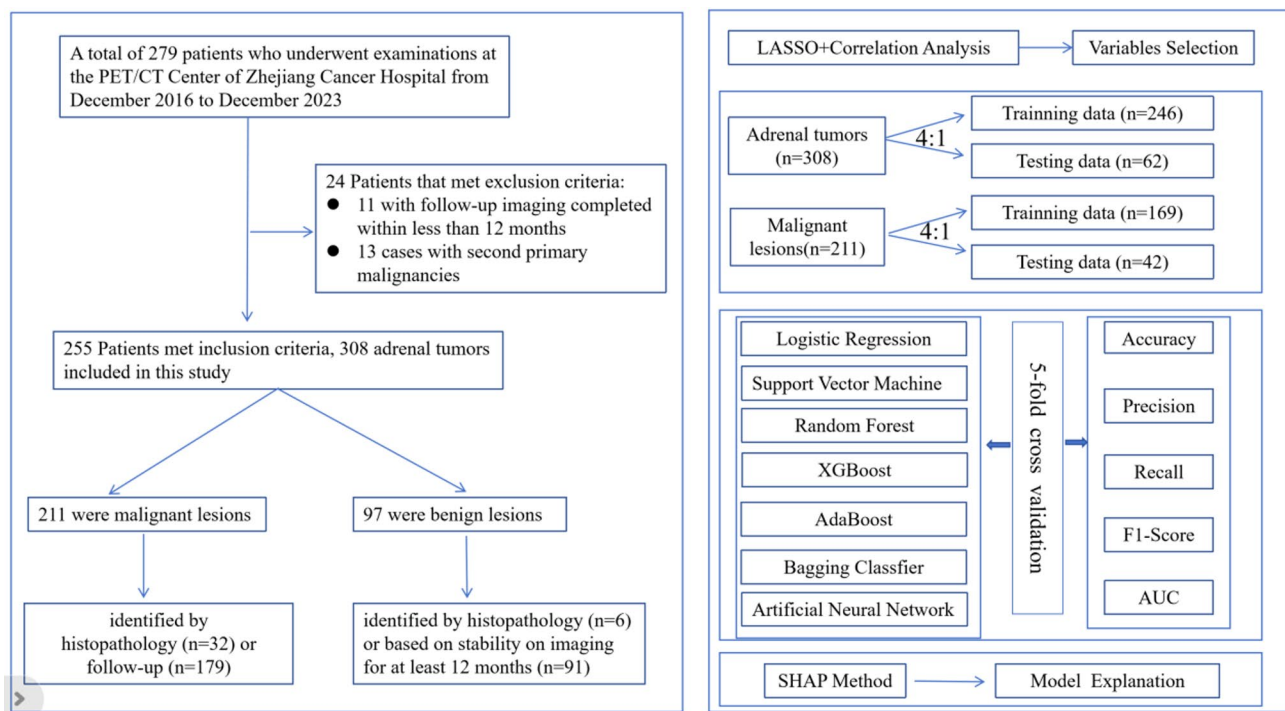 A total of 279 patients who underwent examinations at
the PET/CT Center of Zhejiang Cancer Hospital from
December 2016 to December 2023
24 Patients that met exclusion criteria:
● 11 with follow-up imaging completed
within less than 12 months
● 13 cases with second primary
malignancies
255 Patients met inclusion criteria, 308 adrenal tumors
included in this study
211 were malignant lesions
97 were benign lesions
identified by
histopathology (n=32) or
follow-up (n=179)
identified by histopathology (n=6)
or based on stability on imaging
for at least 12 months (n=91)
LASSO+Correlation Analysis
Variables Selection
Adrenal tumors
(n=308)
4:1
Trainning data (n=246)
Testing data (n=62)
Malignant
lesions(n=211)
4:1
Trainning data (n=169)
Testing data (n=42)
Logistic Regression
Support Vector Machine
Random Forest
XGBoost
AdaBoost
Bagging Classfier
Artificial Neural Network
5-fold cross validation
Accuracy
Precision
Recall
F1-Score
AUC
SHAP Method
Model Explanation